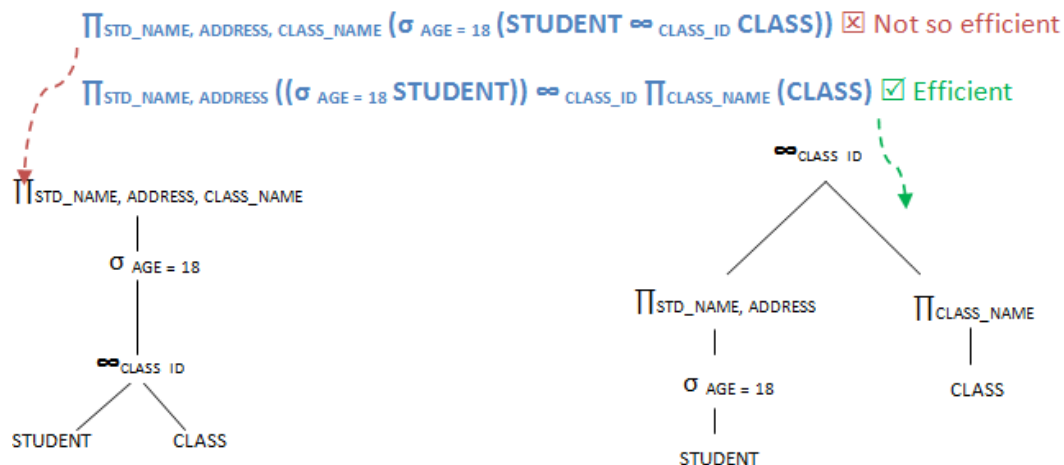 ∏STD_NAME, ADDRESS, CLASS_NAME (σ AGE = 18 (STUDENT ∞ CLASS_ID CLASS)) ☒ Not so efficient
∏STD_NAME, ADDRESS ((σ AGE = 18 STUDENT)) ∞ CLASS_ID ∏CLASS_NAME (CLASS) ☑ Efficient
∏STD_NAME, ADDRESS, CLASS_NAME
σ AGE = 18
∞CLASS_ID
STUDENT
CLASS
∞CLASS_ID
∏STD_NAME, ADDRESS
∏CLASS_NAME
σ AGE = 18
CLASS
STUDENT